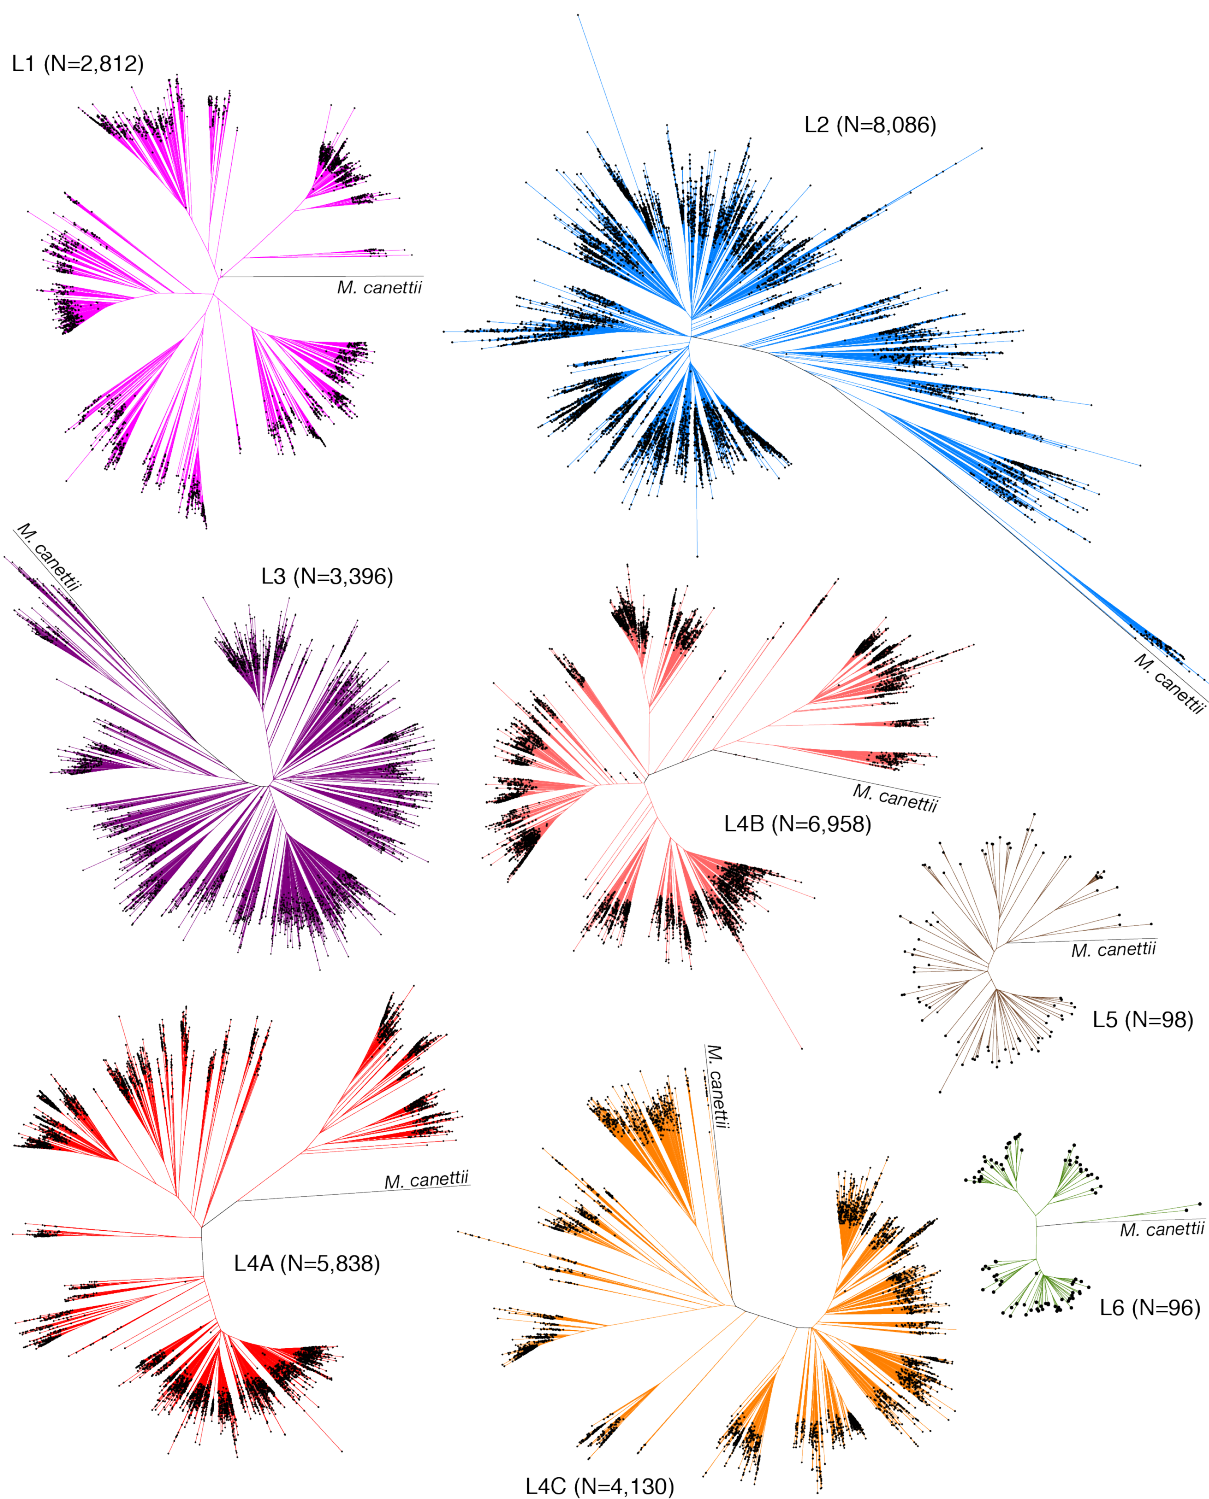 L1 (N=2,812)
L2 (N=8,086)
M. canettii
M. canettii
L3 (N=3,396)
M. canettii
M. canettii
L4B (N=6,958)
M. canettii
L5 (N=98)
M. canettii
M. canettii
L4A (N=5,838)
M. canettii
L6 (N=96)
L4C (N=4,130)